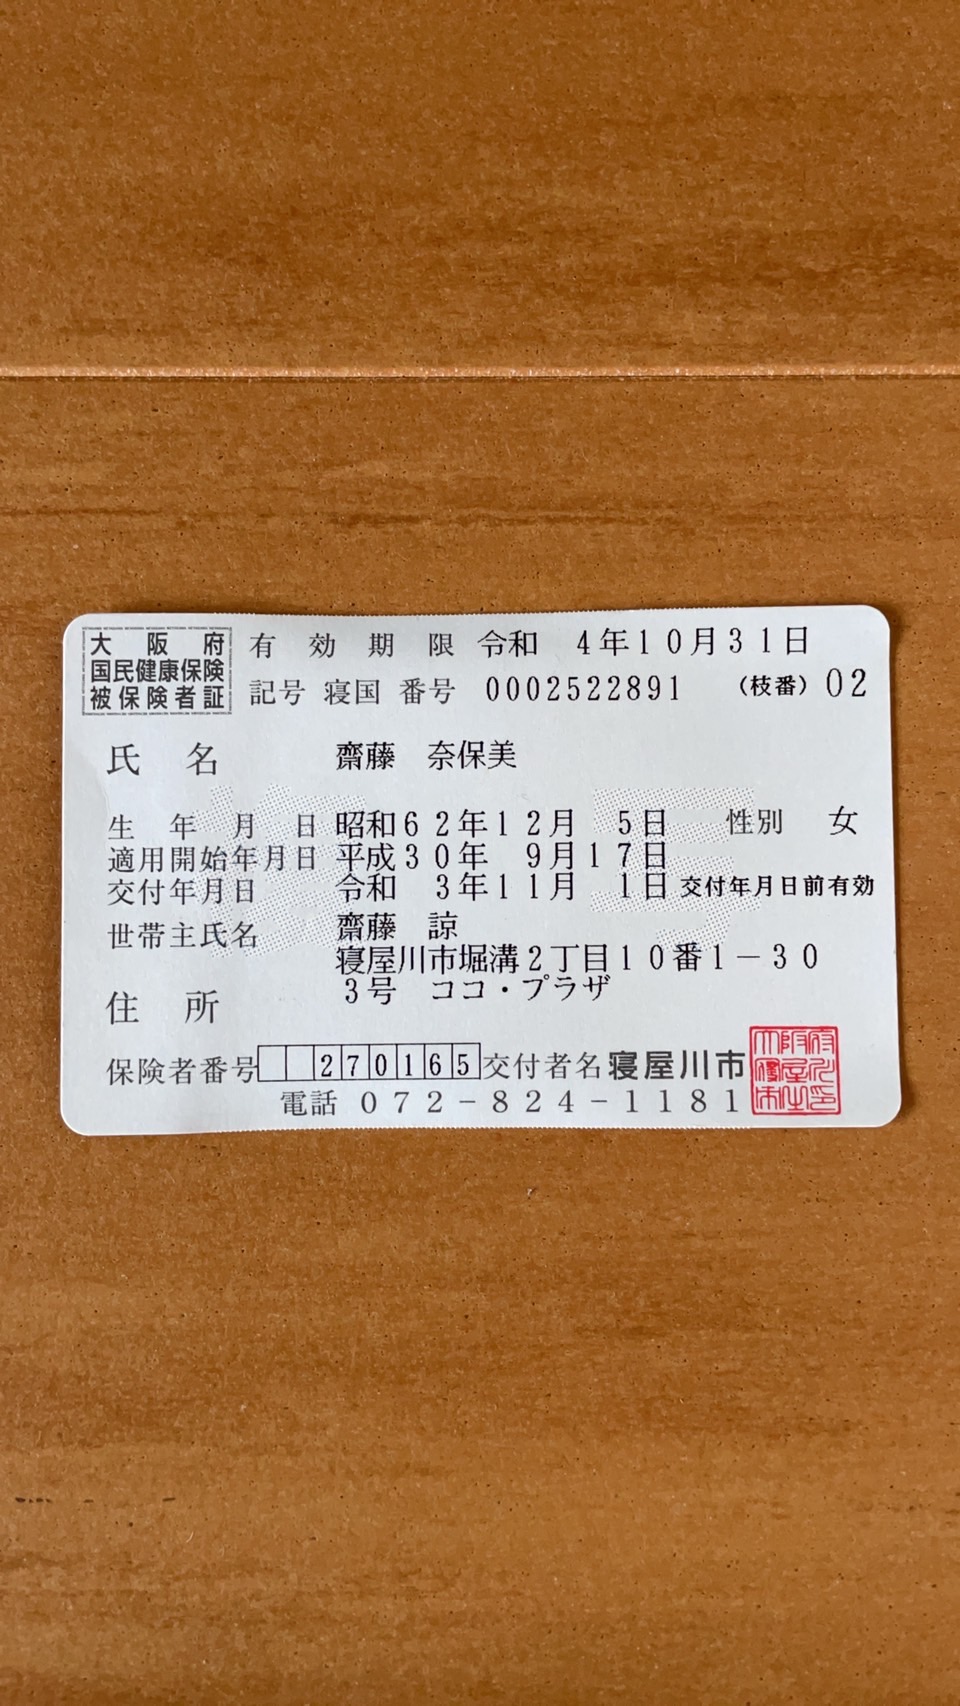 大阪府
国民健康保険
被保険者証
有効期限 令和 4年10月31日
記号 寝国 番号 0002522891 (枝番) 02
氏名 齋藤 奈保美
生年月日 昭和62年12月 5日 性別 女
適用開始年月日 平成30年 9月17日
交付年月日 令和 3年11月 1日 交付年月日前有効
世帯主氏名 齋藤 諒
住所 寝屋川市堀溝2丁目10番1-30
3号 ココ・プラザ
保険者番号 270165 交付者名 寝屋川市
電話 072-824-1181